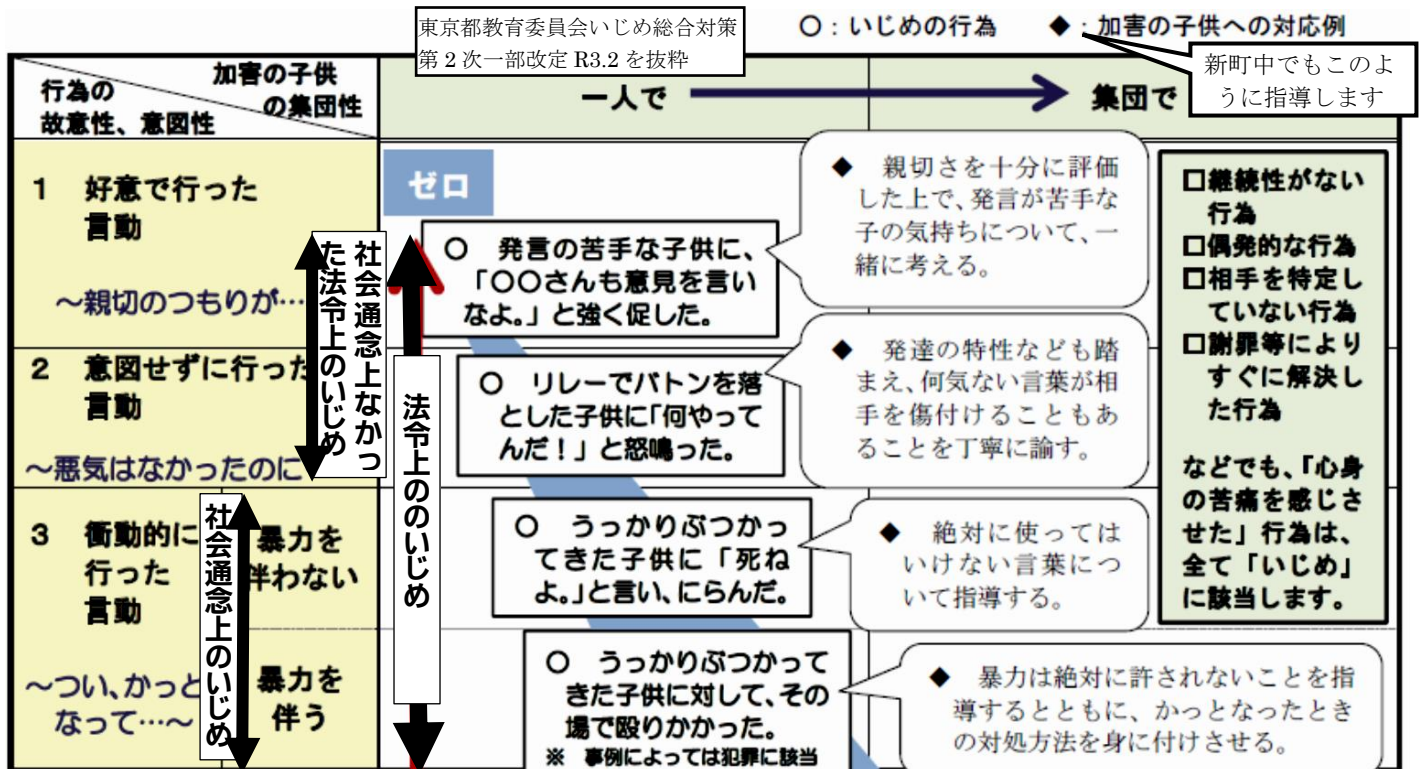 東京都教育委員会いじめ総合対策
第2次一部改定 R3.2 を抜粋
○：いじめの行為　◆：加害の子供への対応例
新町中でもこのよ
うに指導します
加害の子供
の集団性
行為の
故意性、意図性
一人で
集団で
1　好意で行った
言動
～親切のつもりが…
ゼロ
○　発言の苦手な子供に、
「○○さんも意見を言い
なよ。」と強く促した。
◆　親切さを十分に評価
した上で、発言が苦手な
子の気持ちについて、一
緒に考える。
2　意図せずに行った
言動
～悪気はなかったのに
○　リレーでバトンを落
とした子供に「何やって
んだ！」と怒鳴った。
◆　発達の特性なども踏
まえ、何気ない言葉が相
手を傷付けることもあ
ることを丁寧に諭す。
社会通念上なかっ
た法令上のいじめ
法令上ののいじめ
社会通念上のいじめ
3　衝動的に
行った
言動
～つい、かっと
なって…～
暴力を
伴わない
○　うっかりぶつかっ
てきた子供に「死ね
よ。」と言い、にらんだ。
◆　絶対に使っては
いけない言葉につ
いて指導する。
暴力を
伴う
○　うっかりぶつかって
きた子供に対して、その
場で殴りかかった。
※　事例によっては犯罪に該当
◆　暴力は絶対に許されないことを指
導するとともに、かっとなったとき
の対処方法を身に付けさせる。
□継続性がない
行為
□偶発的な行為
□相手を特定し
ていない行為
□謝罪等により
すぐに解決し
た行為
などでも、「心身
の苦痛を感じさ
せた」行為は、
全て「いじめ」
に該当します。